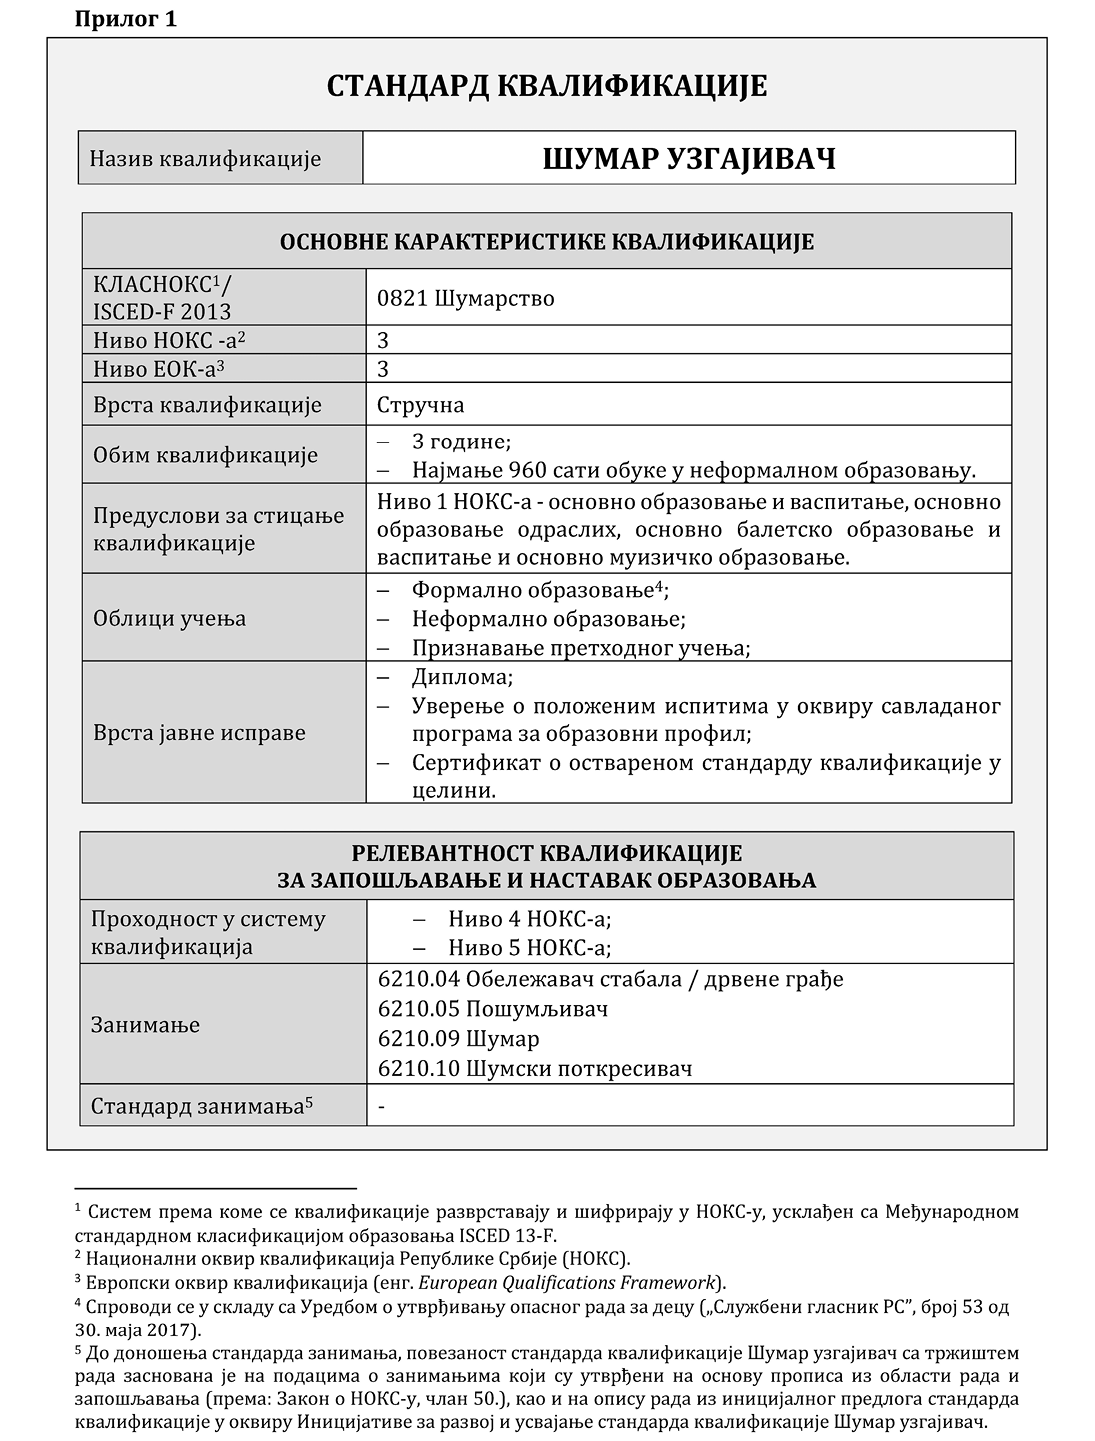 Прилог 1
СТАНДАРД КВАЛИФИКАЦИЈЕ
Назив квалификације
ШУМАР УЗГАЈИВАЧ
ОСНОВНЕ КАРАКТЕРИСТИКЕ КВАЛИФИКАЦИЈЕ
КЛАСНОКС¹/
ISCED-F 2013
0821 Шумарство
Ниво НОКС -а²
3
Ниво ЕОК-а³
3
Врста квалификације
Стручна
Обим квалификације
– 3 године;
– Најмање 960 сати обуке у неформалном образовању.
Предуслови за стицање
квалификације
Ниво 1 НОКС-а - основно образовање и васпитање, основно
образовање одраслих, основно балетско образовање и
васпитање и основно муизичко образовање.
Облици учења
– Формално образовање⁴;
– Неформално образовање;
– Признавање претходног учења;
Врста јавне исправе
– Диплома;
– Уверење о положеним испитима у оквиру савладаног
програма за образовни профил;
– Сертификат о оствареном стандарду квалификације у
целини.
РЕЛЕВАНТНОСТ КВАЛИФИКАЦИЈЕ
ЗА ЗАПОШЉАВАЊЕ И НАСТАВАК ОБРАЗОВАЊА
Проходност у систему
квалификација
– Ниво 4 НОКС-а;
– Ниво 5 НОКС-а;
Занимање
6210.04 Обележавач стабала / дрвене грађе
6210.05 Пошумљивач
6210.09 Шумар
6210.10 Шумски поткресивач
Стандард занимања⁵
-
¹ Систем према коме се квалификације разврставају и шифрирају у НОКС-у, усклађен са Међународном
стандардном класификацијом образовања ISCED 13-F.
² Национални оквир квалификација Републике Србије (НОКС).
³ Европски оквир квалификација (енг. European Qualifications Framework).
⁴ Спроводи се у складу са Уредбом о утврђивању опасног рада за децу („Службени гласник РС”, број 53 од
30. маја 2017).
⁵ До доношења стандарда занимања, повезаност стандарда квалификације Шумар узгајивач са тржиштем
рада заснована је на подацима о занимањима који су утврђени на основу прописа из области рада и
запошљавања (према: Закон о НОКС-у, члан 50.), као и на опису рада из иницијалног предлога стандарда
квалификације у оквиру Иницијативе за развој и усвајање стандарда квалификације Шумар узгајивач.